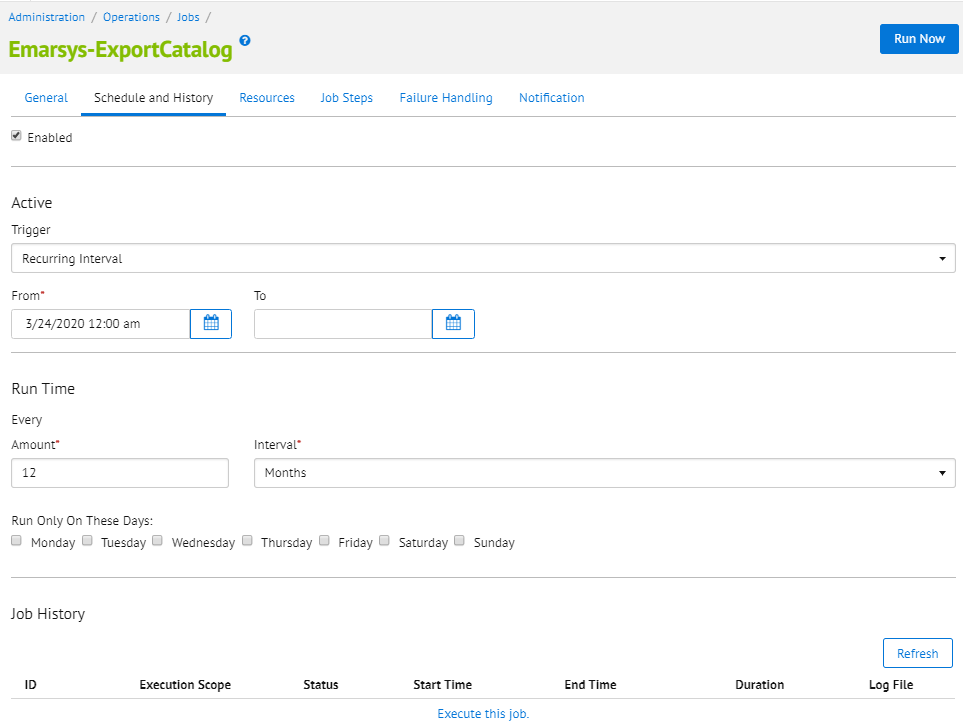 Administration / Operations / Jobs /
Emarsys-ExportCatalog ?
Run Now
General Schedule and History Resources Job Steps Failure Handling Notification
Enabled
Active
Trigger
Recurring Interval
From* To
3/24/2020 12:00 am
Run Time
Every
Amount* Interval*
12 Months
Run Only On These Days:
Monday Tuesday Wednesday Thursday Friday Saturday Sunday
Job History
Refresh
ID Execution Scope Status Start Time End Time Duration Log File
Execute this job.